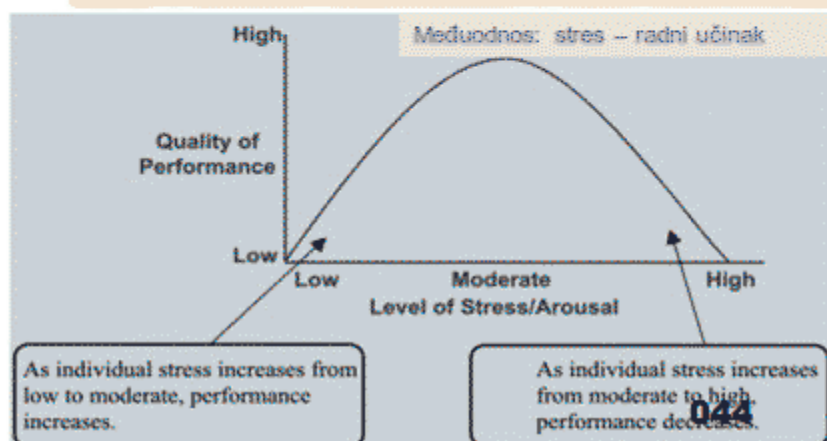 Međuodnos: stres – radni učinak
High
Quality of
Performance
Low
Low Moderate High
Level of Stress/Arousal
As individual stress increases from
low to moderate, performance
increases.
As individual stress increases
from moderate to high,
performance decreases.
044